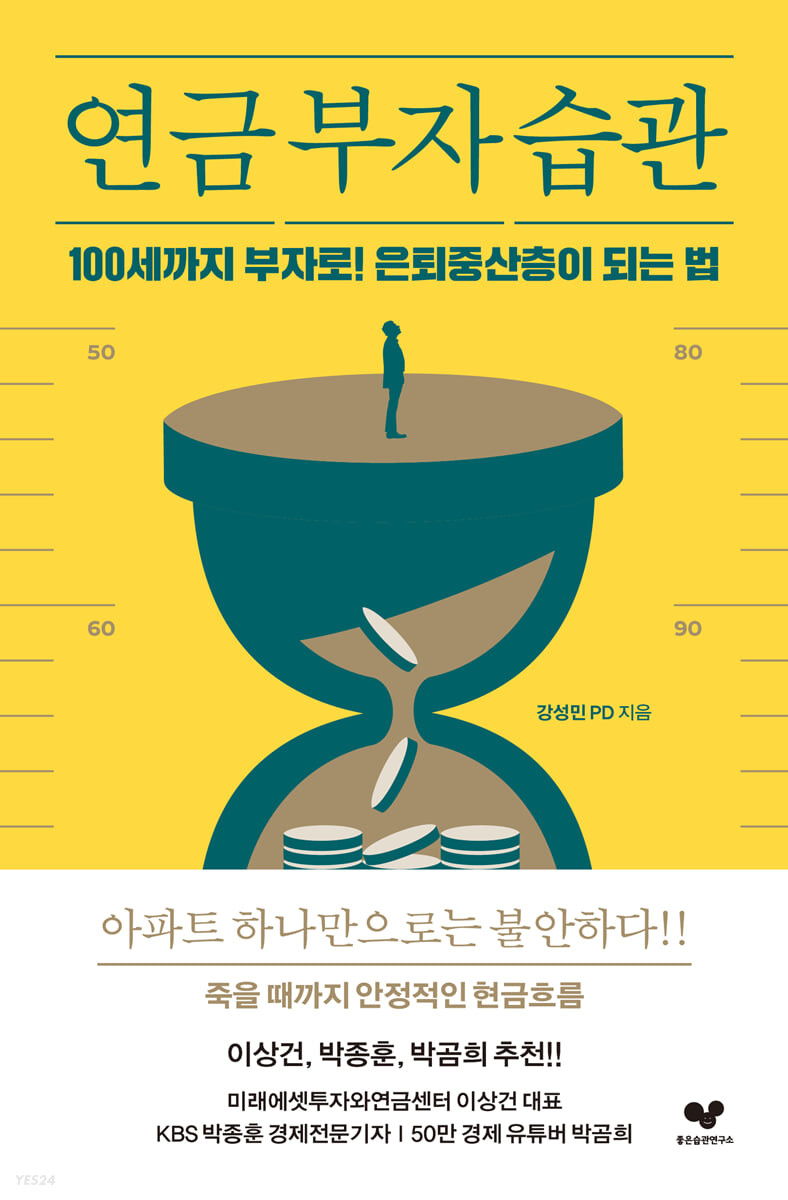 연금 부자 습관
100세까지 부자로! 은퇴중산층이 되는 법
50
80
60
90
강성민 PD 지음
아파트 하나만으로는 불안하다!!
죽을 때까지 안정적인 현금흐름
이상건, 박종훈, 박곰희 추천!!
미래에셋투자와연금센터 이상건 대표
KBS 박종훈 경제전문기자 | 50만 경제 유튜버 박곰희
좋은습관연구소
YES24